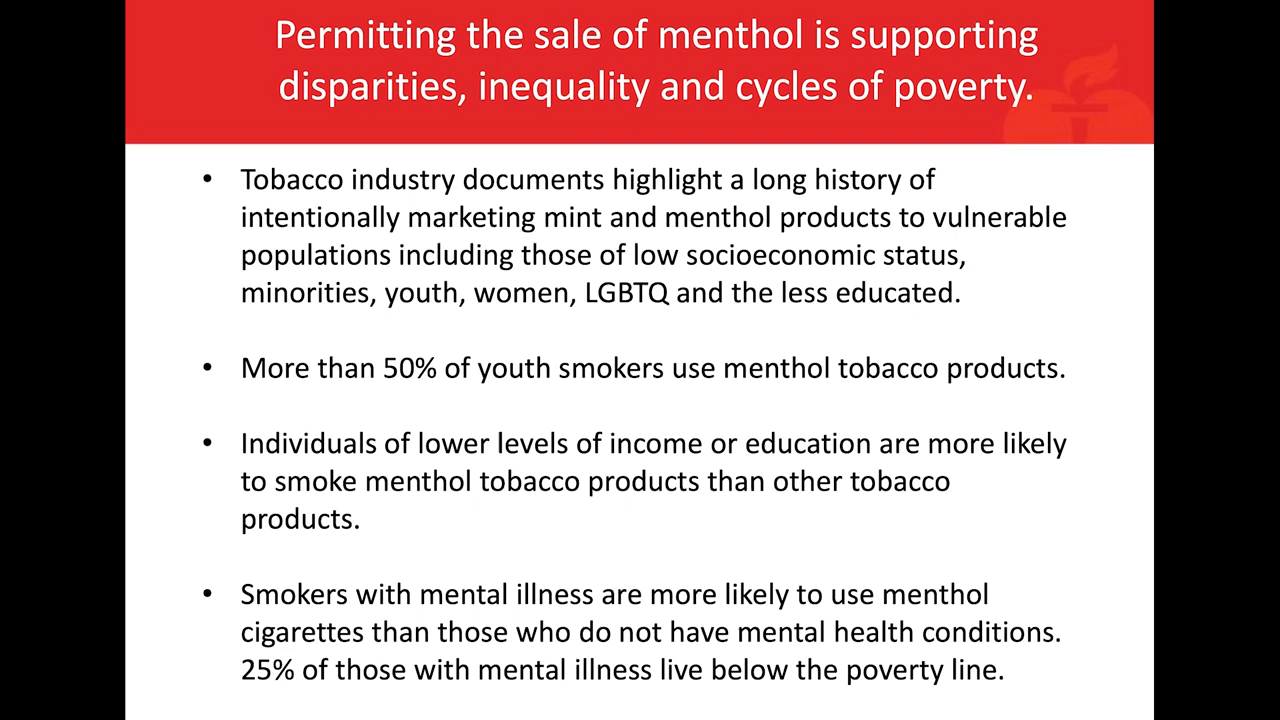 Permitting the sale of menthol is supporting
disparities, inequality and cycles of poverty.
• Tobacco industry documents highlight a long history of
intentionally marketing mint and menthol products to vulnerable
populations including those of low socioeconomic status,
minorities, youth, women, LGBTQ and the less educated.
• More than 50% of youth smokers use menthol tobacco products.
• Individuals of lower levels of income or education are more likely
to smoke menthol tobacco products than other tobacco
products.
• Smokers with mental illness are more likely to use menthol
cigarettes than those who do not have mental health conditions.
25% of those with mental illness live below the poverty line.